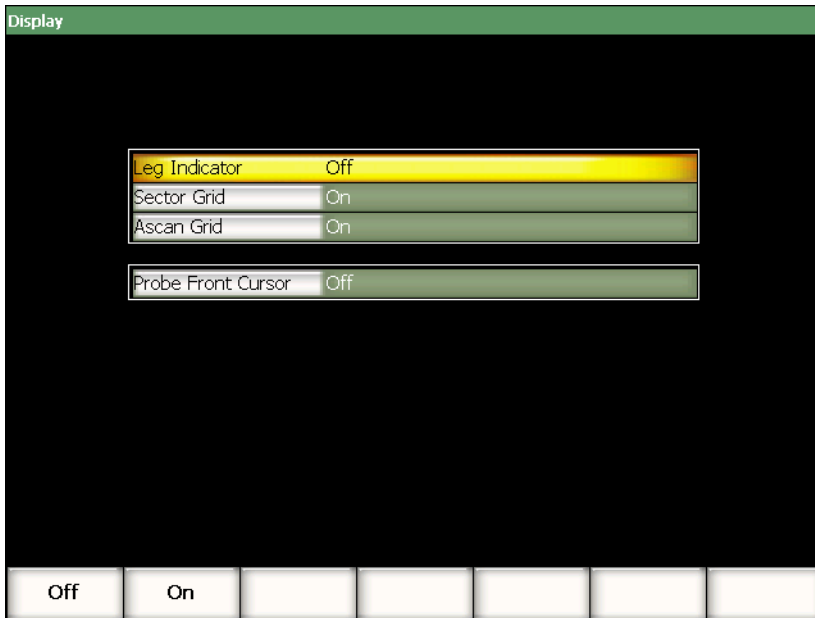 Display
Leg Indicator Off
Sector Grid On
Ascan Grid On
Probe Front Cursor Off
Off On